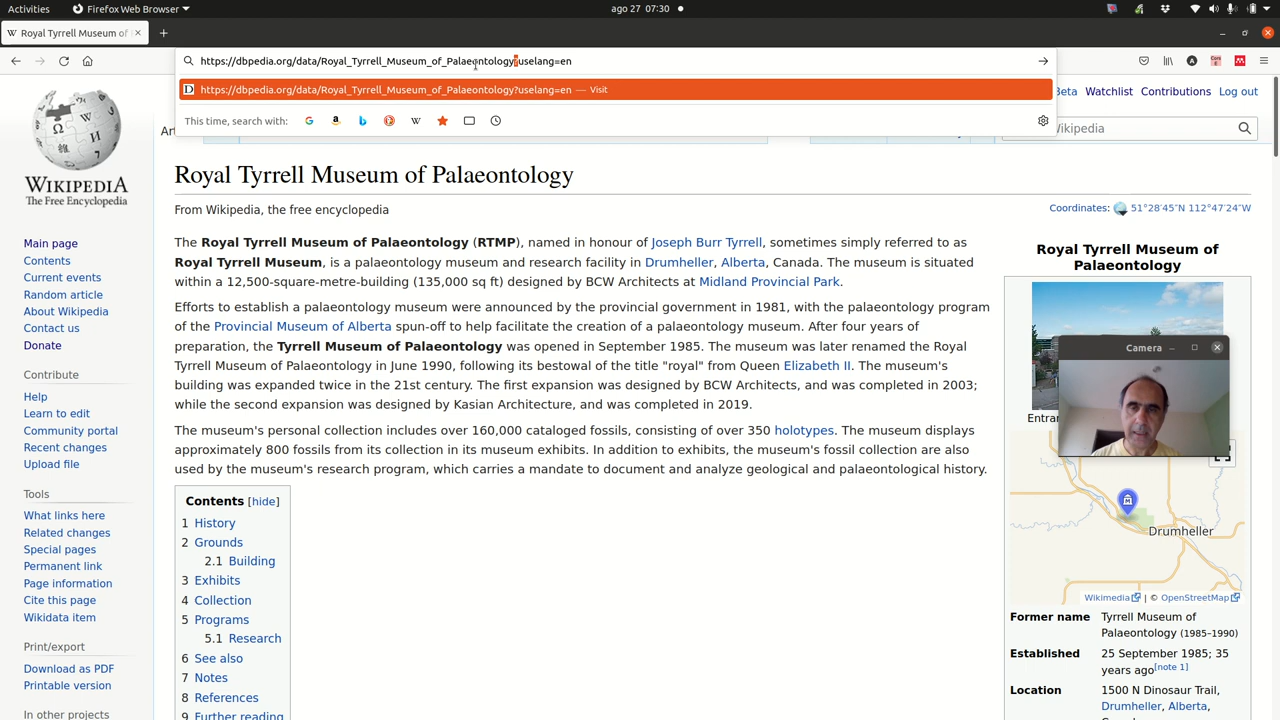 Activities
Firefox Web Browser
ago 27 07:30
Royal Tyrrell Museum of
https://dbpedia.org/data/Royal_Tyrrell_Museum_of_Palaeontology?uselang=en
https://dbpedia.org/data/Royal_Tyrrell_Museum_of_Palaeontology?uselang=en — Visit
This time, search with:
Beta
Watchlist
Contributions
Log out
WIKIPEDIA
The Free Encyclopedia
Main page
Contents
Current events
Random article
About Wikipedia
Contact us
Donate
Contribute
Help
Learn to edit
Community portal
Recent changes
Upload file
Tools
What links here
Related changes
Special pages
Permanent link
Page information
Cite this page
Wikidata item
Print/export
Download as PDF
Printable version
In other projects
Royal Tyrrell Museum of Palaeontology
From Wikipedia, the free encyclopedia
Coordinates: 51°28′45″N 112°47′24″W
The Royal Tyrrell Museum of Palaeontology (RTMP), named in honour of Joseph Burr Tyrrell, sometimes simply referred to as
Royal Tyrrell Museum, is a palaeontology museum and research facility in Drumheller, Alberta, Canada. The museum is situated
within a 12,500-square-metre-building (135,000 sq ft) designed by BCW Architects at Midland Provincial Park.
Efforts to establish a palaeontology museum were announced by the provincial government in 1981, with the palaeontology program
of the Provincial Museum of Alberta spun-off to help facilitate the creation of a palaeontology museum. After four years of
preparation, the Tyrrell Museum of Palaeontology was opened in September 1985. The museum was later renamed the Royal
Tyrrell Museum of Palaeontology in June 1990, following its bestowal of the title "royal" from Queen Elizabeth II. The museum's
building was expanded twice in the 21st century. The first expansion was designed by BCW Architects, and was completed in 2003;
while the second expansion was designed by Kasian Architecture, and was completed in 2019.
The museum's personal collection includes over 160,000 cataloged fossils, consisting of over 350 holotypes. The museum displays
approximately 800 fossils from its collection in its museum exhibits. In addition to exhibits, the museum's fossil collection are also
used by the museum's research program, which carries a mandate to document and analyze geological and palaeontological history.
Contents [hide]
1 History
2 Grounds
2.1 Building
3 Exhibits
4 Collection
5 Programs
5.1 Research
6 See also
7 Notes
8 References
9 Further reading
Royal Tyrrell Museum of
Palaeontology
Camera
Drumheller
Wikimedia | © OpenStreetMap
Former name Tyrrell Museum of
Palaeontology (1985–1990)
Established 25 September 1985; 35
years ago[note 1]
Location 1500 N Dinosaur Trail,
Drumheller, Alberta,